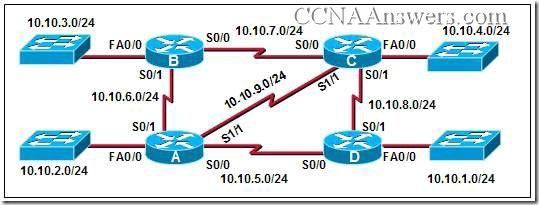 CCNAAnswers.com
10.10.3.0/24
FA0/0
B
S0/0
10.10.7.0/24
S0/0
C
FA0/0
10.10.4.0/24
S0/1
10.10.6.0/24
S0/1
10.10.9.0/24
S1/1
S1/1
S0/1
10.10.8.0/24
S0/1
10.10.2.0/24
FA0/0
A
S0/0
10.10.5.0/24
S0/0
D
FA0/0
10.10.1.0/24